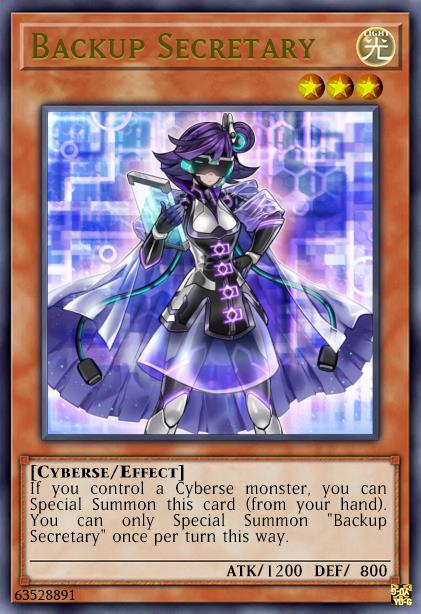 BACKUP SECRETARY
LIGHT
光
[CYBERSE/EFFECT]
If you control a Cyberse monster, you can
Special Summon this card (from your hand).
You can only Special Summon "Backup
Secretary" once per turn this way.
ATK/1200 DEF/ 800
63528891